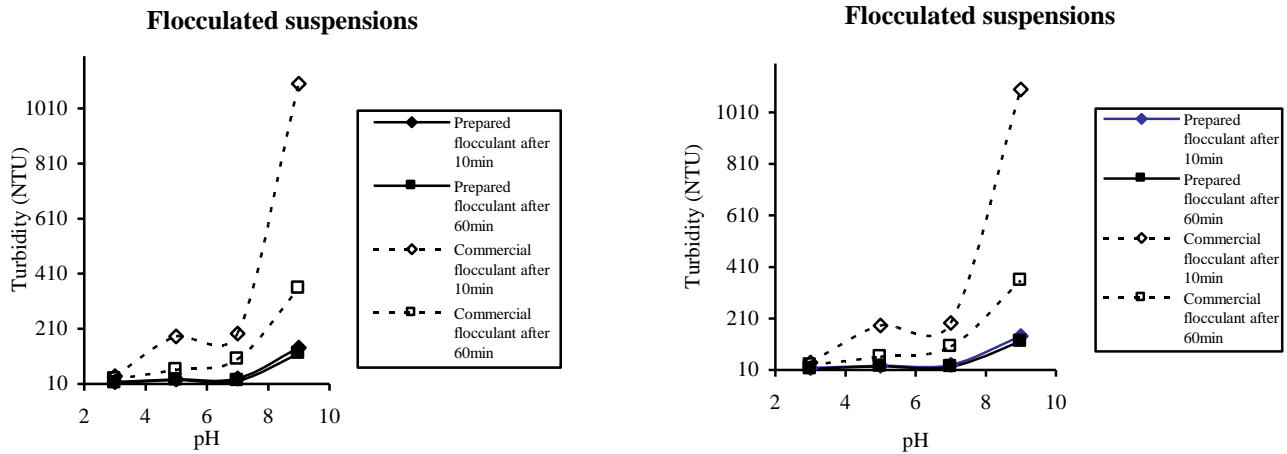 Flocculated suspensions
1010
810
610
410
210
10
Turbidity (NTU)
2 4 6 8 10
pH
Prepared
flocculant after
10min
Prepared
flocculant after
60min
Commercial
flocculant after
10min
Commercial
flocculant after
60min
Flocculated suspensions
1010
810
610
410
210
10
Turbidity (NTU)
2 4 6 8 10
pH
Prepared
flocculant after
10min
Prepared
flocculant after
60min
Commercial
flocculant after
10min
Commercial
flocculant after
60min